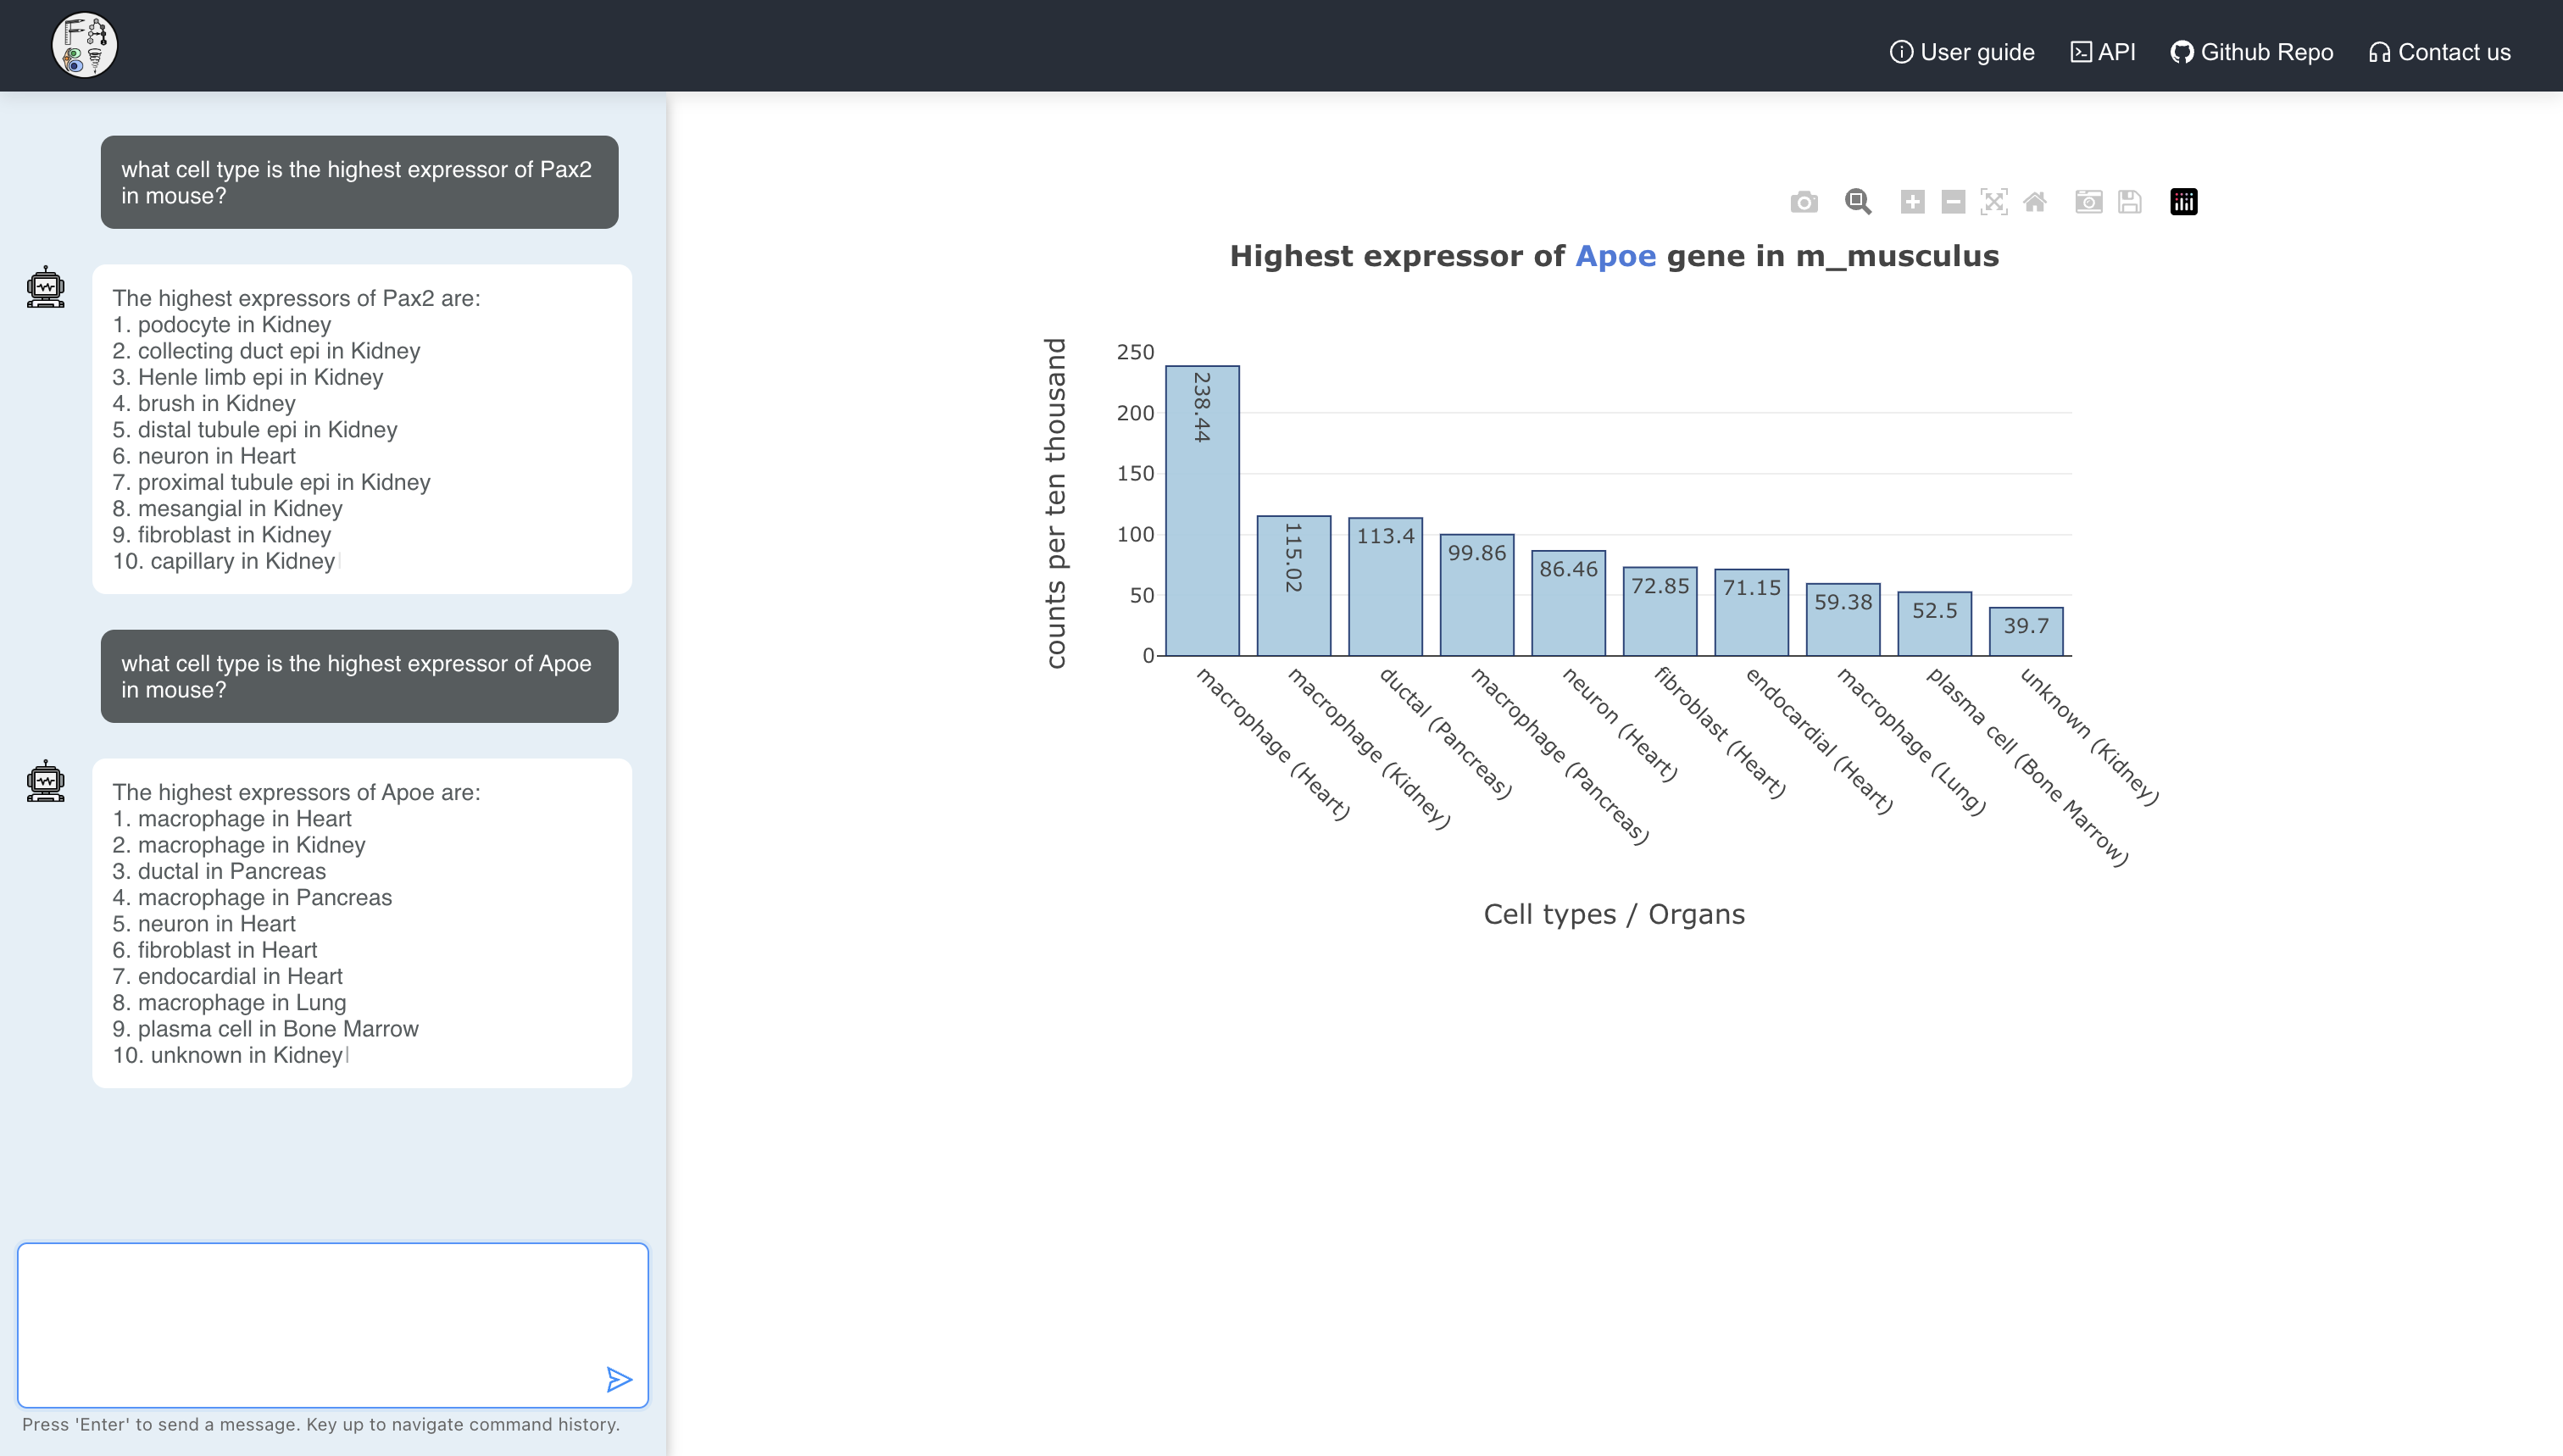 User guide
API
Github Repo
Contact us
what cell type is the highest expressor of Pax2
in mouse?
The highest expressors of Pax2 are:
1. podocyte in Kidney
2. collecting duct epi in Kidney
3. Henle limb epi in Kidney
4. brush in Kidney
5. distal tubule epi in Kidney
6. neuron in Heart
7. proximal tubule epi in Kidney
8. mesangial in Kidney
9. fibroblast in Kidney
10. capillary in Kidney
what cell type is the highest expressor of Apoe
in mouse?
The highest expressors of Apoe are:
1. macrophage in Heart
2. macrophage in Kidney
3. ductal in Pancreas
4. macrophage in Pancreas
5. neuron in Heart
6. fibroblast in Heart
7. endocardial in Heart
8. macrophage in Lung
9. plasma cell in Bone Marrow
10. unknown in Kidney
Press 'Enter' to send a message. Key up to navigate command history.
Highest expressor of Apoe gene in m_musculus
counts per ten thousand
250
200
150
100
50
0
238.44
115.02
113.4
99.86
86.46
72.85
71.15
59.38
52.5
39.7
macrophage (Heart)
macrophage (Kidney)
ductal (Pancreas)
macrophage (Pancreas)
neuron (Heart)
fibroblast (Heart)
endocardial (Heart)
macrophage (Lung)
plasma cell (Bone Marrow)
unknown (Kidney)
Cell types / Organs